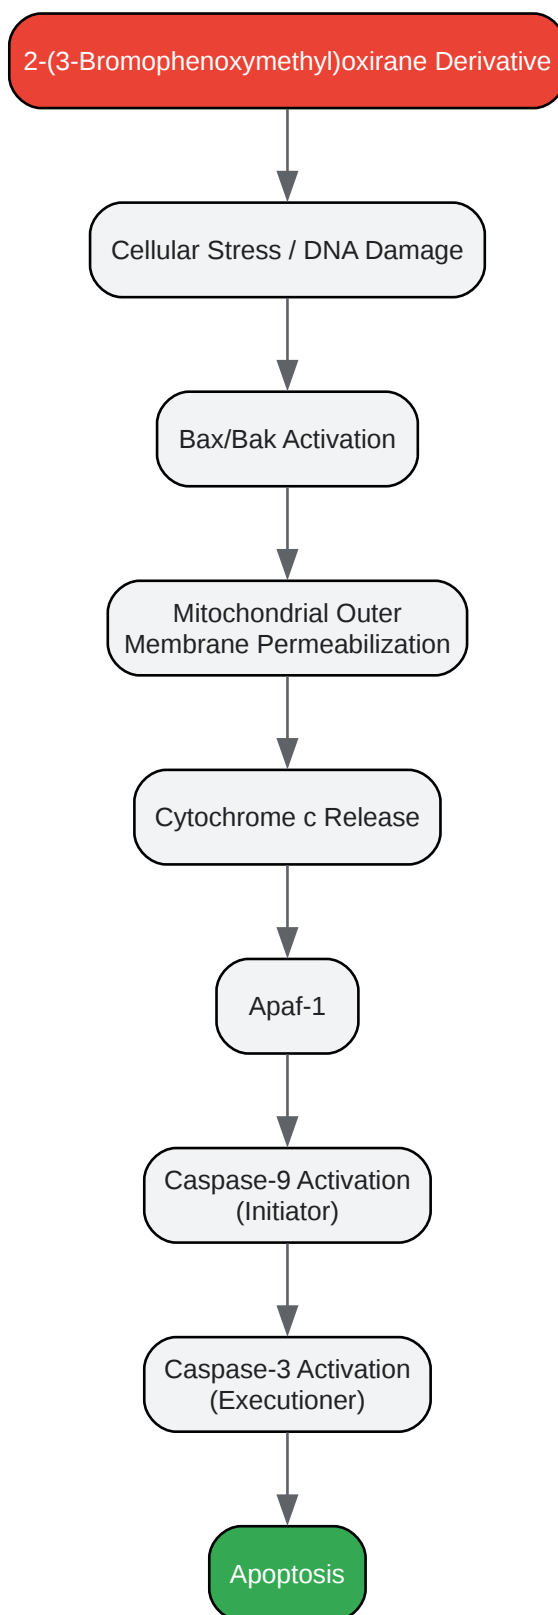 2-(3-Bromophenoxymethyl)oxirane Derivative
Cellular Stress / DNA Damage
Bax/Bak Activation
Mitochondrial Outer
Membrane Permeabilization
Cytochrome c Release
Apaf-1
Caspase-9 Activation
(Initiator)
Caspase-3 Activation
(Executioner)
Apoptosis